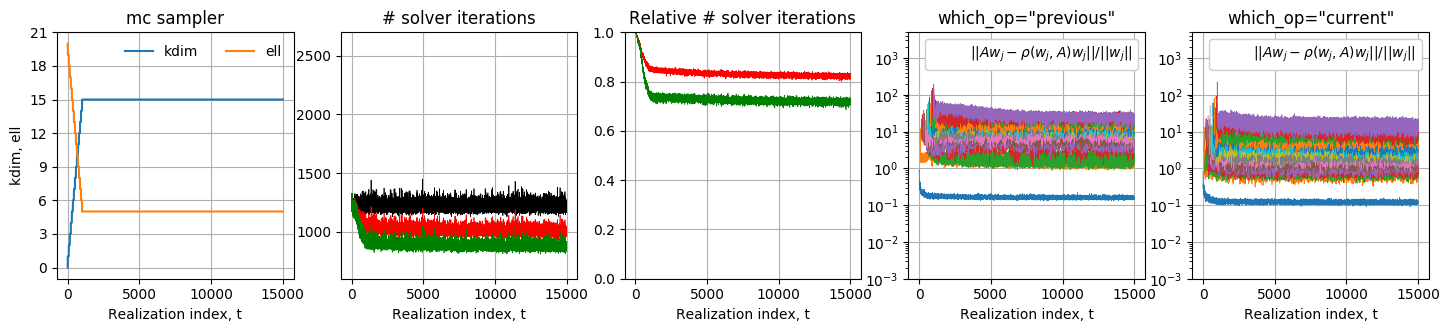 mc sampler
kdim, ell
21
18
15
12
9
6
3
0
kdim
ell
0 5000 10000 15000
Realization index, t
# solver iterations
2500
1500
1000
0 5000 10000 15000
Realization index, t
Relative # solver iterations
1.0
0.8
0.6
0.4
0.2
0.0
0 5000 10000 15000
Realization index, t
which_op="previous"
||Aw_j − ρ(w_j, A)w_j||/||w_j||
10^3
10^2
10^1
10^0
10^−1
10^−2
10^−3
0 5000 10000 15000
Realization index, t
which_op="current"
||Aw_j − ρ(w_j, A)w_j||/||w_j||
10^3
10^2
10^1
10^0
10^−1
10^−2
10^−3
0 5000 10000 15000
Realization index, t